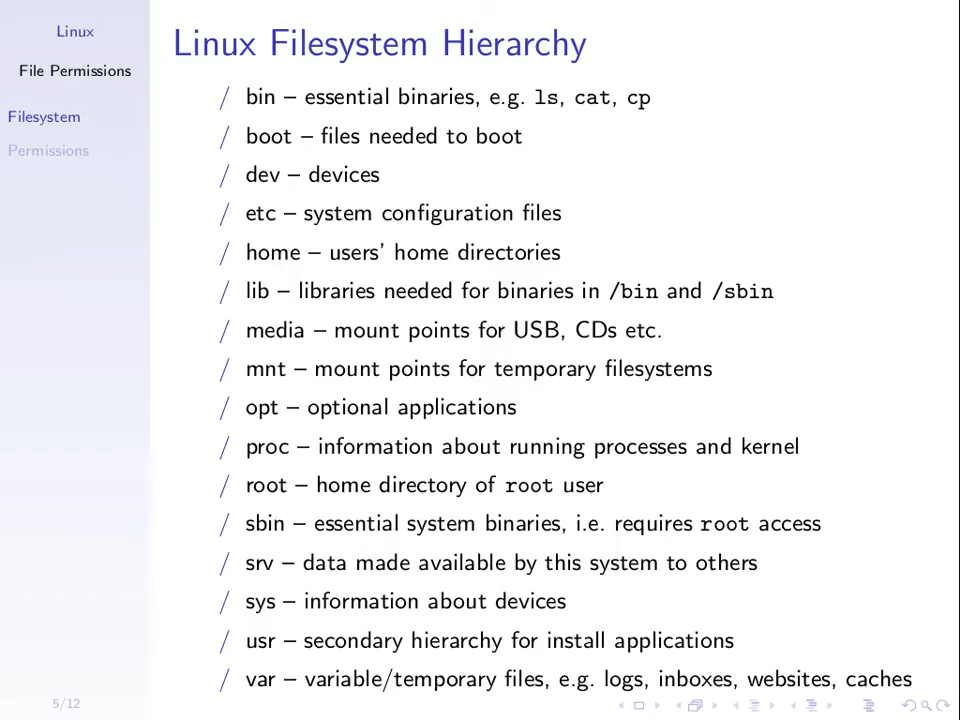 Linux
File Permissions
Filesystem
Permissions
Linux Filesystem Hierarchy
/ bin – essential binaries, e.g. ls, cat, cp
/ boot – files needed to boot
/ dev – devices
/ etc – system configuration files
/ home – users’ home directories
/ lib – libraries needed for binaries in /bin and /sbin
/ media – mount points for USB, CDs etc.
/ mnt – mount points for temporary filesystems
/ opt – optional applications
/ proc – information about running processes and kernel
/ root – home directory of root user
/ sbin – essential system binaries, i.e. requires root access
/ srv – data made available by this system to others
/ sys – information about devices
/ usr – secondary hierarchy for install applications
/ var – variable/temporary files, e.g. logs, inboxes, websites, caches
5/12